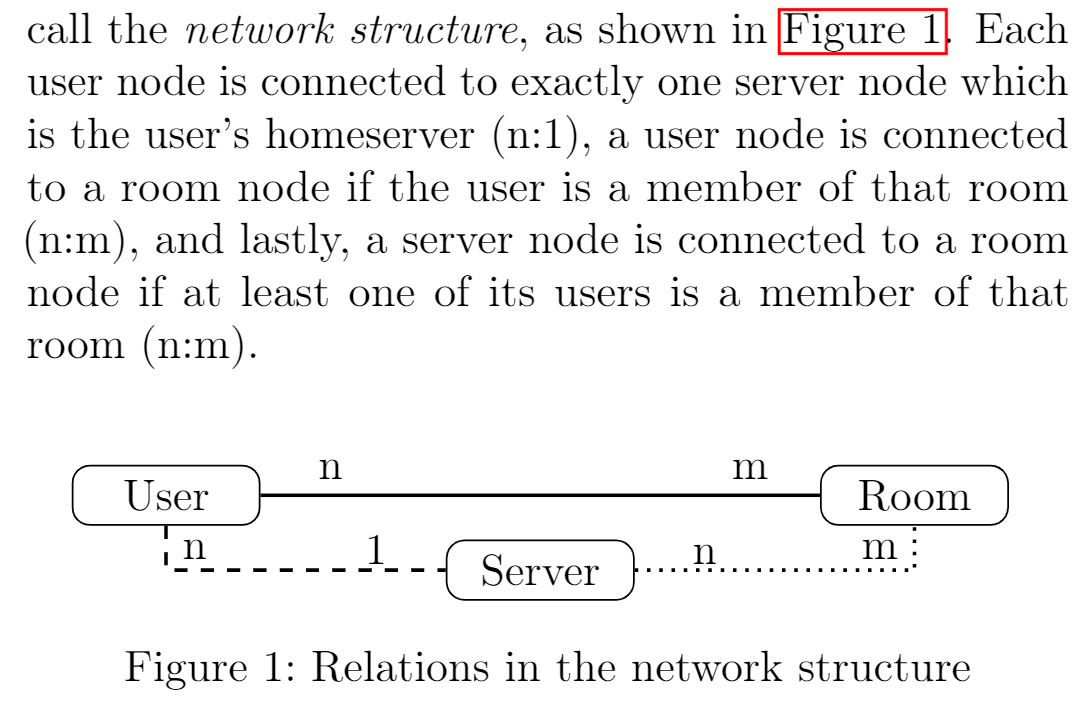 call the network structure, as shown in Figure 1. Each
user node is connected to exactly one server node which
is the user's homeserver (n:1), a user node is connected
to a room node if the user is a member of that room
(n:m), and lastly, a server node is connected to a room
node if at least one of its users is a member of that
room (n:m).
n m
User Room
n 1 n m
Server
Figure 1: Relations in the network structure